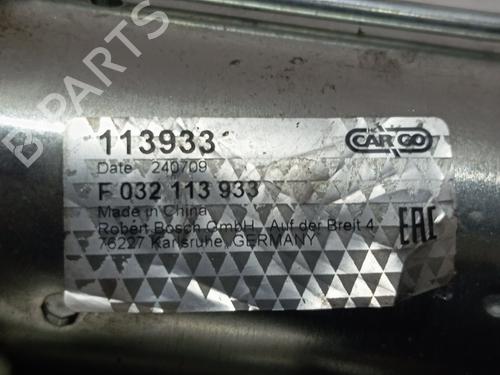 B PARTS
113933
CARGO
Date 240709
F 032 113 933
Made in China
Robert Bosch GmbH, Auf der Breit 4
76227 Karlsruhe, GERMANY
EAC